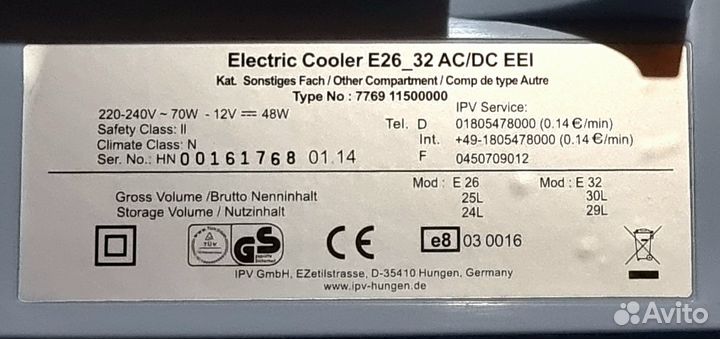 Electric Cooler E26_32 AC/DC EEI
Kat. Sonstiges Fach / Other Compartment / Comp de type Autre
Type No : 7769 11500000
220-240V ~ 70W - 12V ⎓ 48W
Safety Class: II
Climate Class: N
Ser. No.: HN 00161768 01.14
IPV Service:
Tel. D 01805478000 (0.14 €/min)
Int. +49-1805478000 (0.14 €/min)
F 0450709012
Mod : E 26 Mod : E 32
Gross Volume /Brutto Nenninhalt 25L 30L
Storage Volume / Nutzinhalt 24L 29L
TÜV GS CE e8 03 0016
IPV GmbH, EZetilstrasse, D-35410 Hungen, Germany
www.ipv-hungen.de
Avito